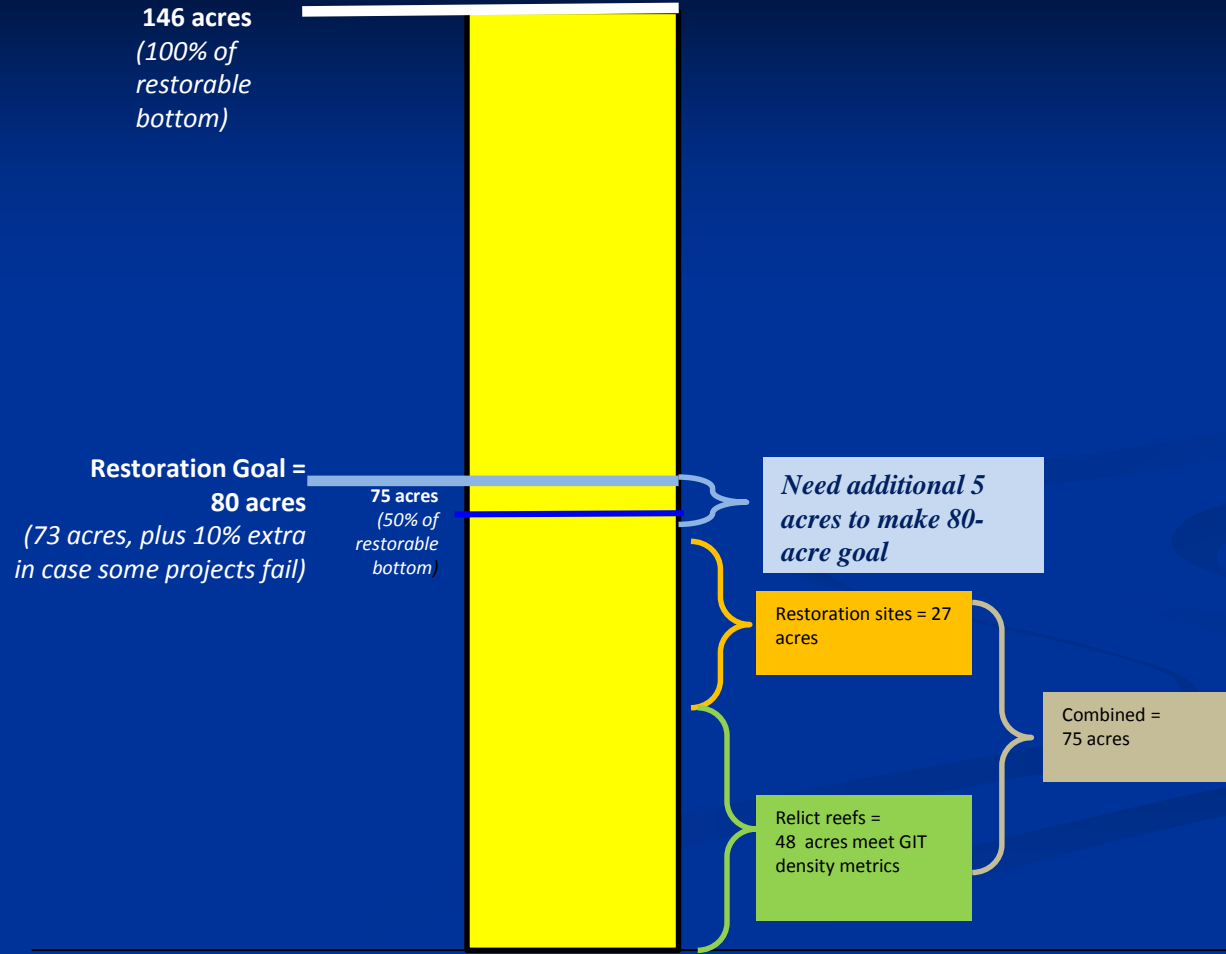 146 acres
(100% of
restorable
bottom)
Restoration Goal =
80 acres
(73 acres, plus 10% extra
in case some projects fail)
75 acres
(50% of
restorable
bottom)
Need additional 5
acres to make 80-
acre goal
Restoration sites = 27
acres
Combined =
75 acres
Relict reefs =
48 acres meet GIT
density metrics